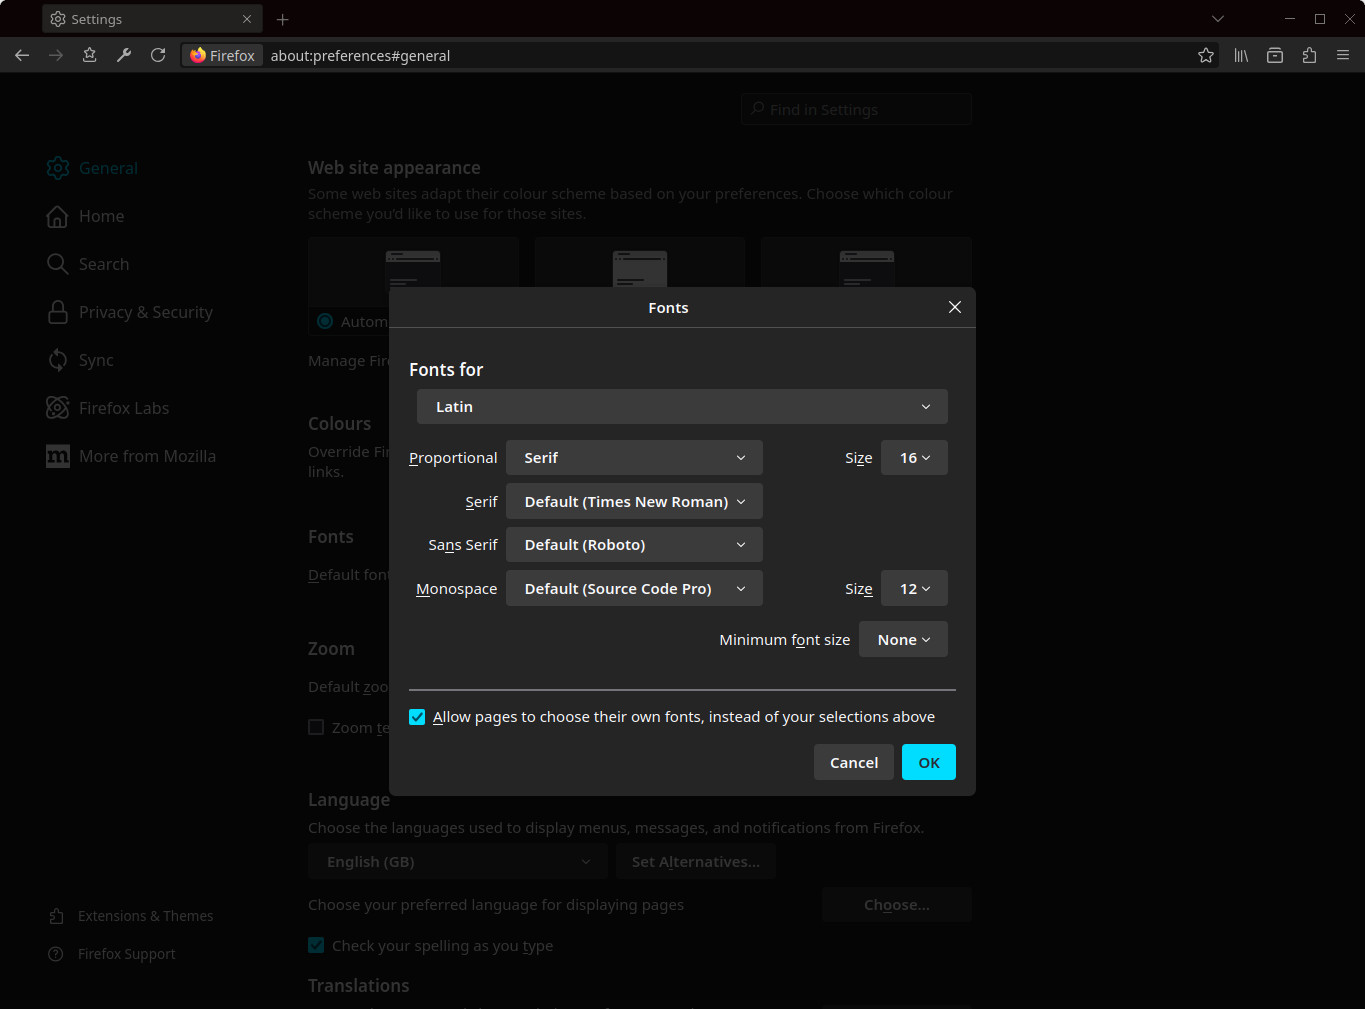 Settings
Firefox about:preferences#general
Find in Settings
General
Home
Search
Privacy & Security
Sync
Firefox Labs
More from Mozilla
Extensions & Themes
Firefox Support
Web site appearance
Some web sites adapt their colour scheme based on your preferences. Choose which colour
scheme you'd like to use for those sites.
Autom
Manage Fire
Colours
Override Fir
links.
Fonts
Default font
Zoom
Default zoo
Zoom te
Fonts
Fonts for
Latin
Proportional Serif Size 16
Serif Default (Times New Roman)
Sans Serif Default (Roboto)
Monospace Default (Source Code Pro) Size 12
Minimum font size None
Allow pages to choose their own fonts, instead of your selections above
Cancel OK
Language
Choose the languages used to display menus, messages, and notifications from Firefox.
English (GB) Set Alternatives...
Choose your preferred language for displaying pages Choose...
Check your spelling as you type
Translations